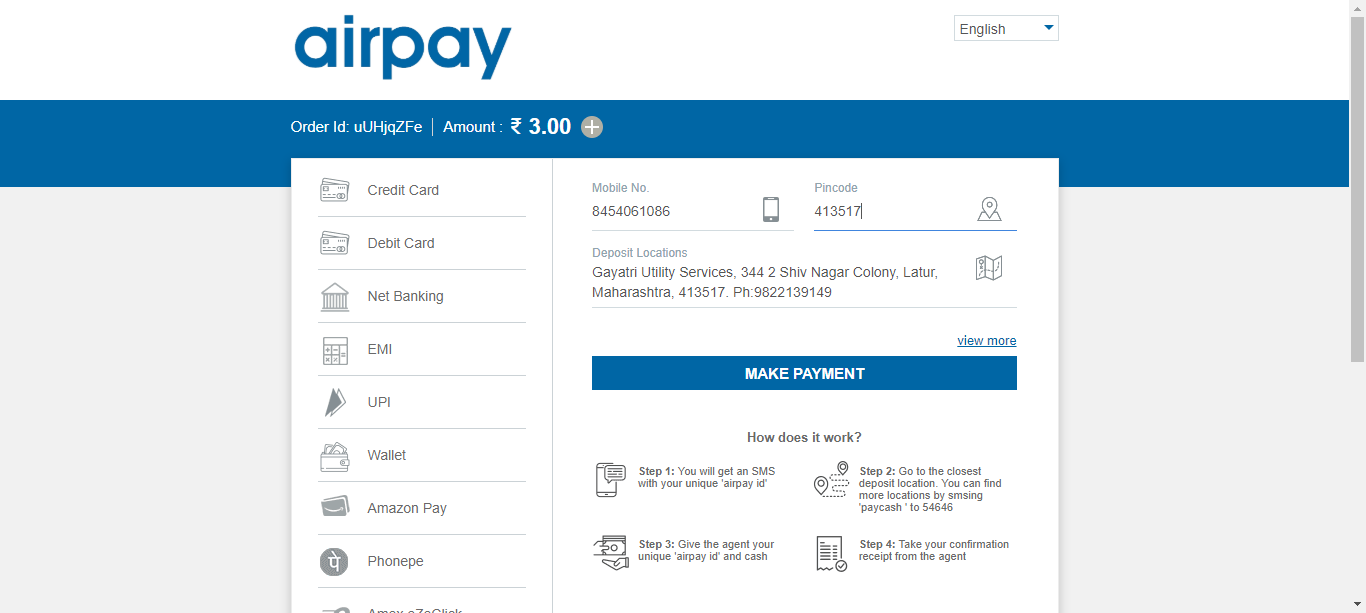 airpay
English
Order Id: uUHjqZFe | Amount : ₹ 3.00
Credit Card
Debit Card
Net Banking
EMI
UPI
Wallet
Amazon Pay
पे
Phonepe
Amex eZeClick
Mobile No.
8454061086
Pincode
413517
Deposit Locations
Gayatri Utility Services, 344 2 Shiv Nagar Colony, Latur,
Maharashtra, 413517. Ph:9822139149
view more
MAKE PAYMENT
How does it work?
Step 1: You will get an SMS
with your unique 'airpay id'
Step 2: Go to the closest
deposit location. You can find
more locations by smsing
'paycash ' to 54646
Step 3: Give the agent your
unique 'airpay id' and cash
Step 4: Take your confirmation
receipt from the agent